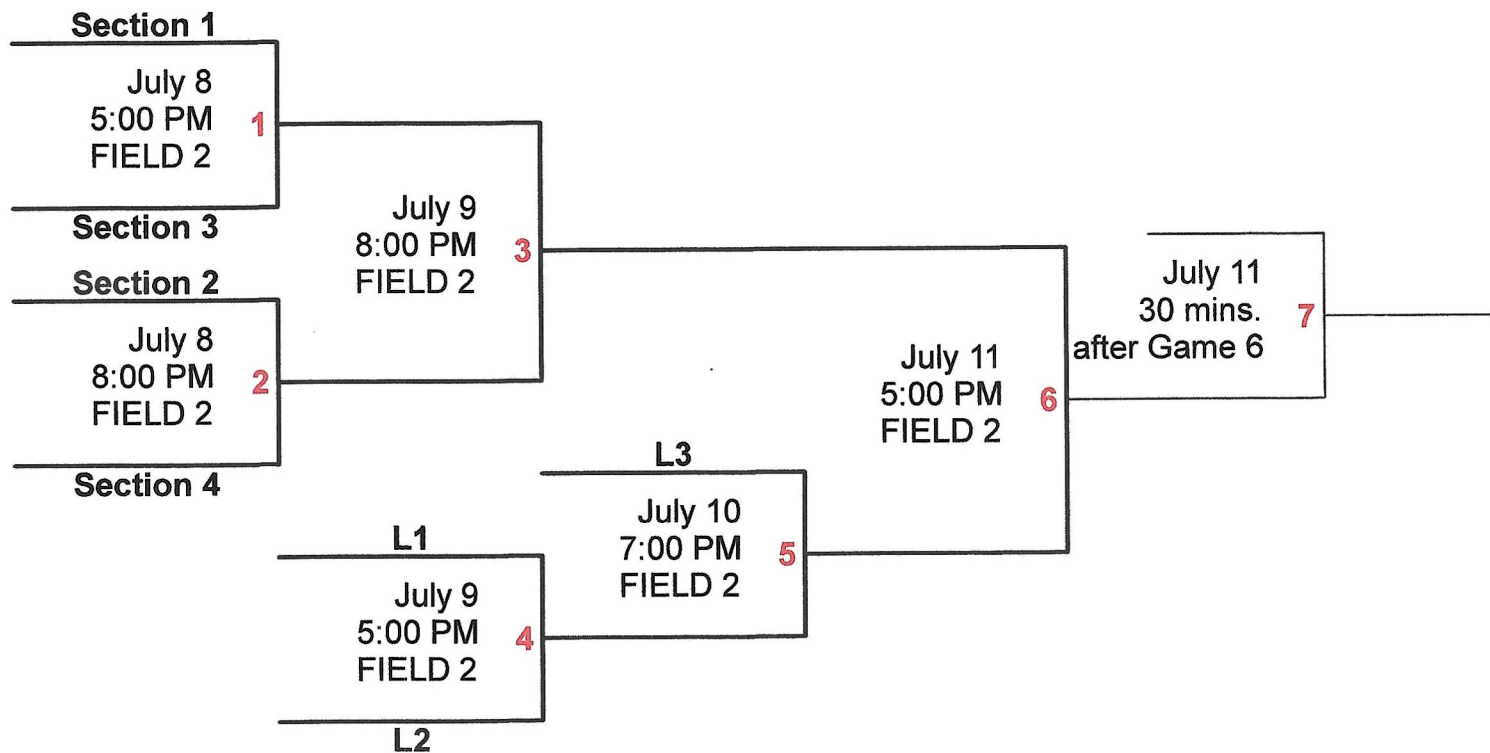 Section 1
July 8
5:00 PM
FIELD 2
1
Section 3
Section 2
July 8
8:00 PM
FIELD 2
2
Section 4
July 9
8:00 PM
FIELD 2
3
L1
July 9
5:00 PM
FIELD 2
4
L2
L3
July 10
7:00 PM
FIELD 2
5
July 11
5:00 PM
FIELD 2
6
July 11
30 mins.
after Game 6
7